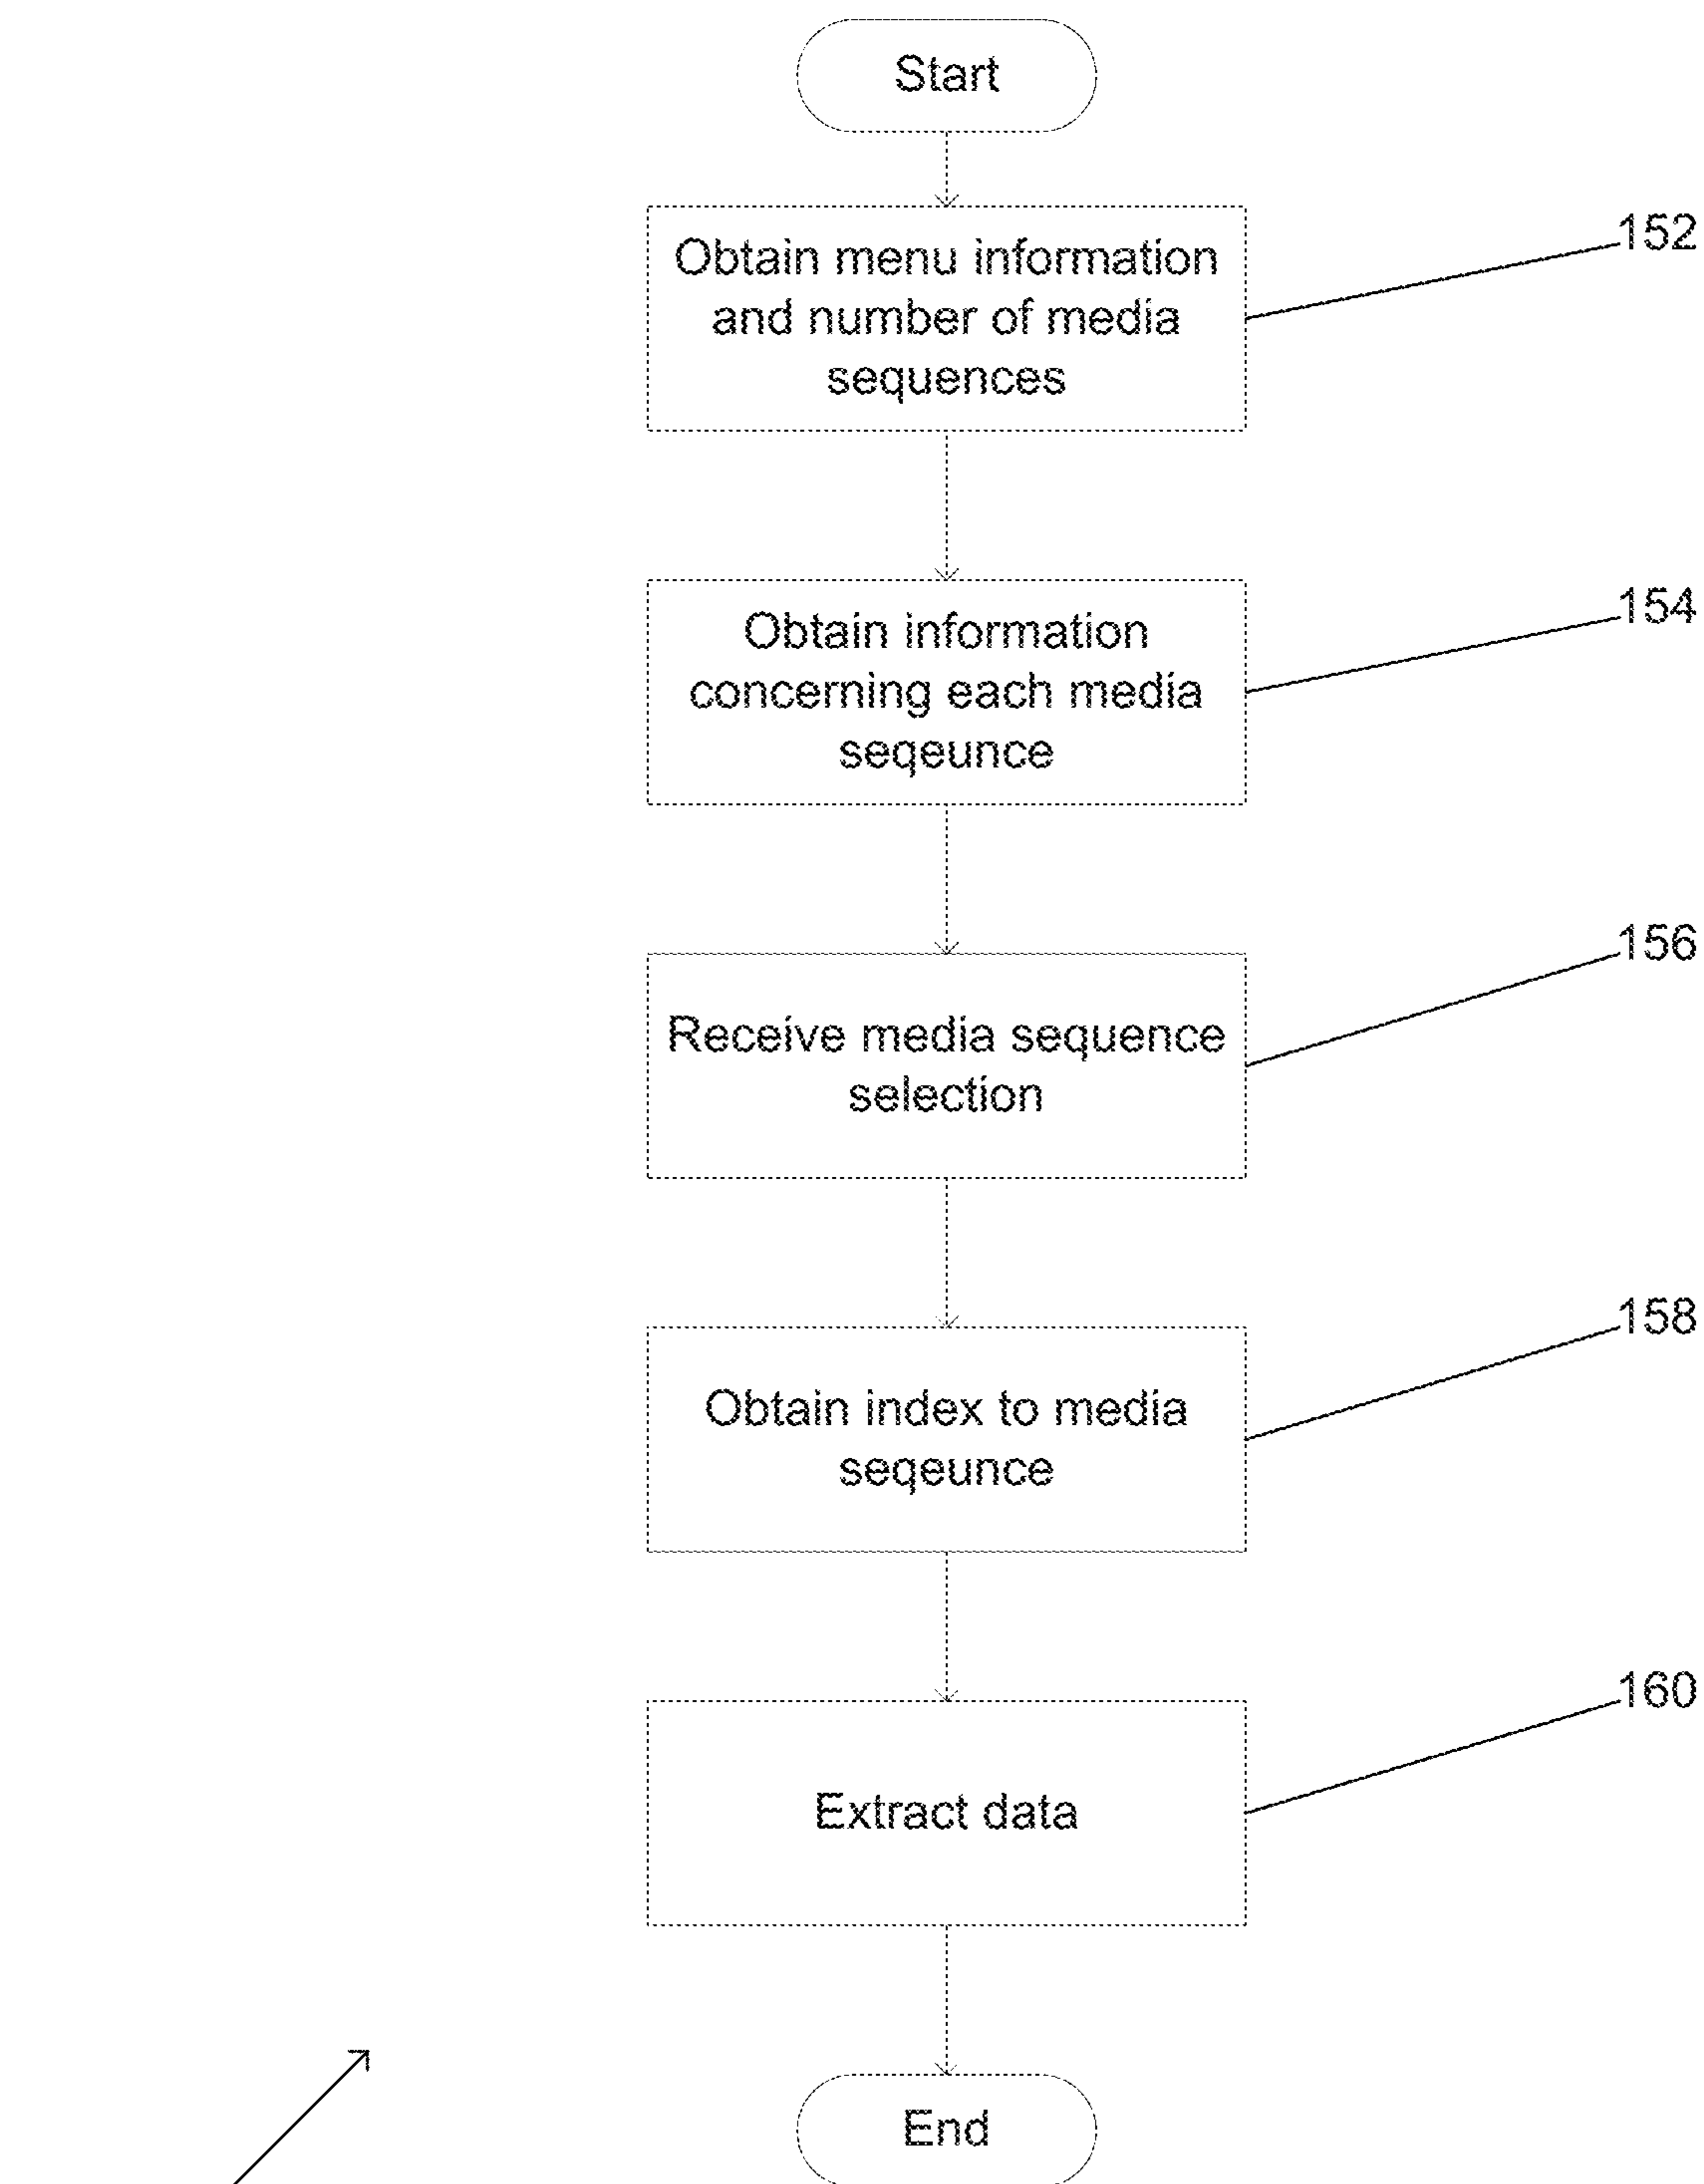 Start
Obtain menu information
and number of media
sequences
152
Obtain information
concerning each media
seqeunce
154
Receive media sequence
selection
156
Obtain index to media
seqeunce
158
Extract data
160
End